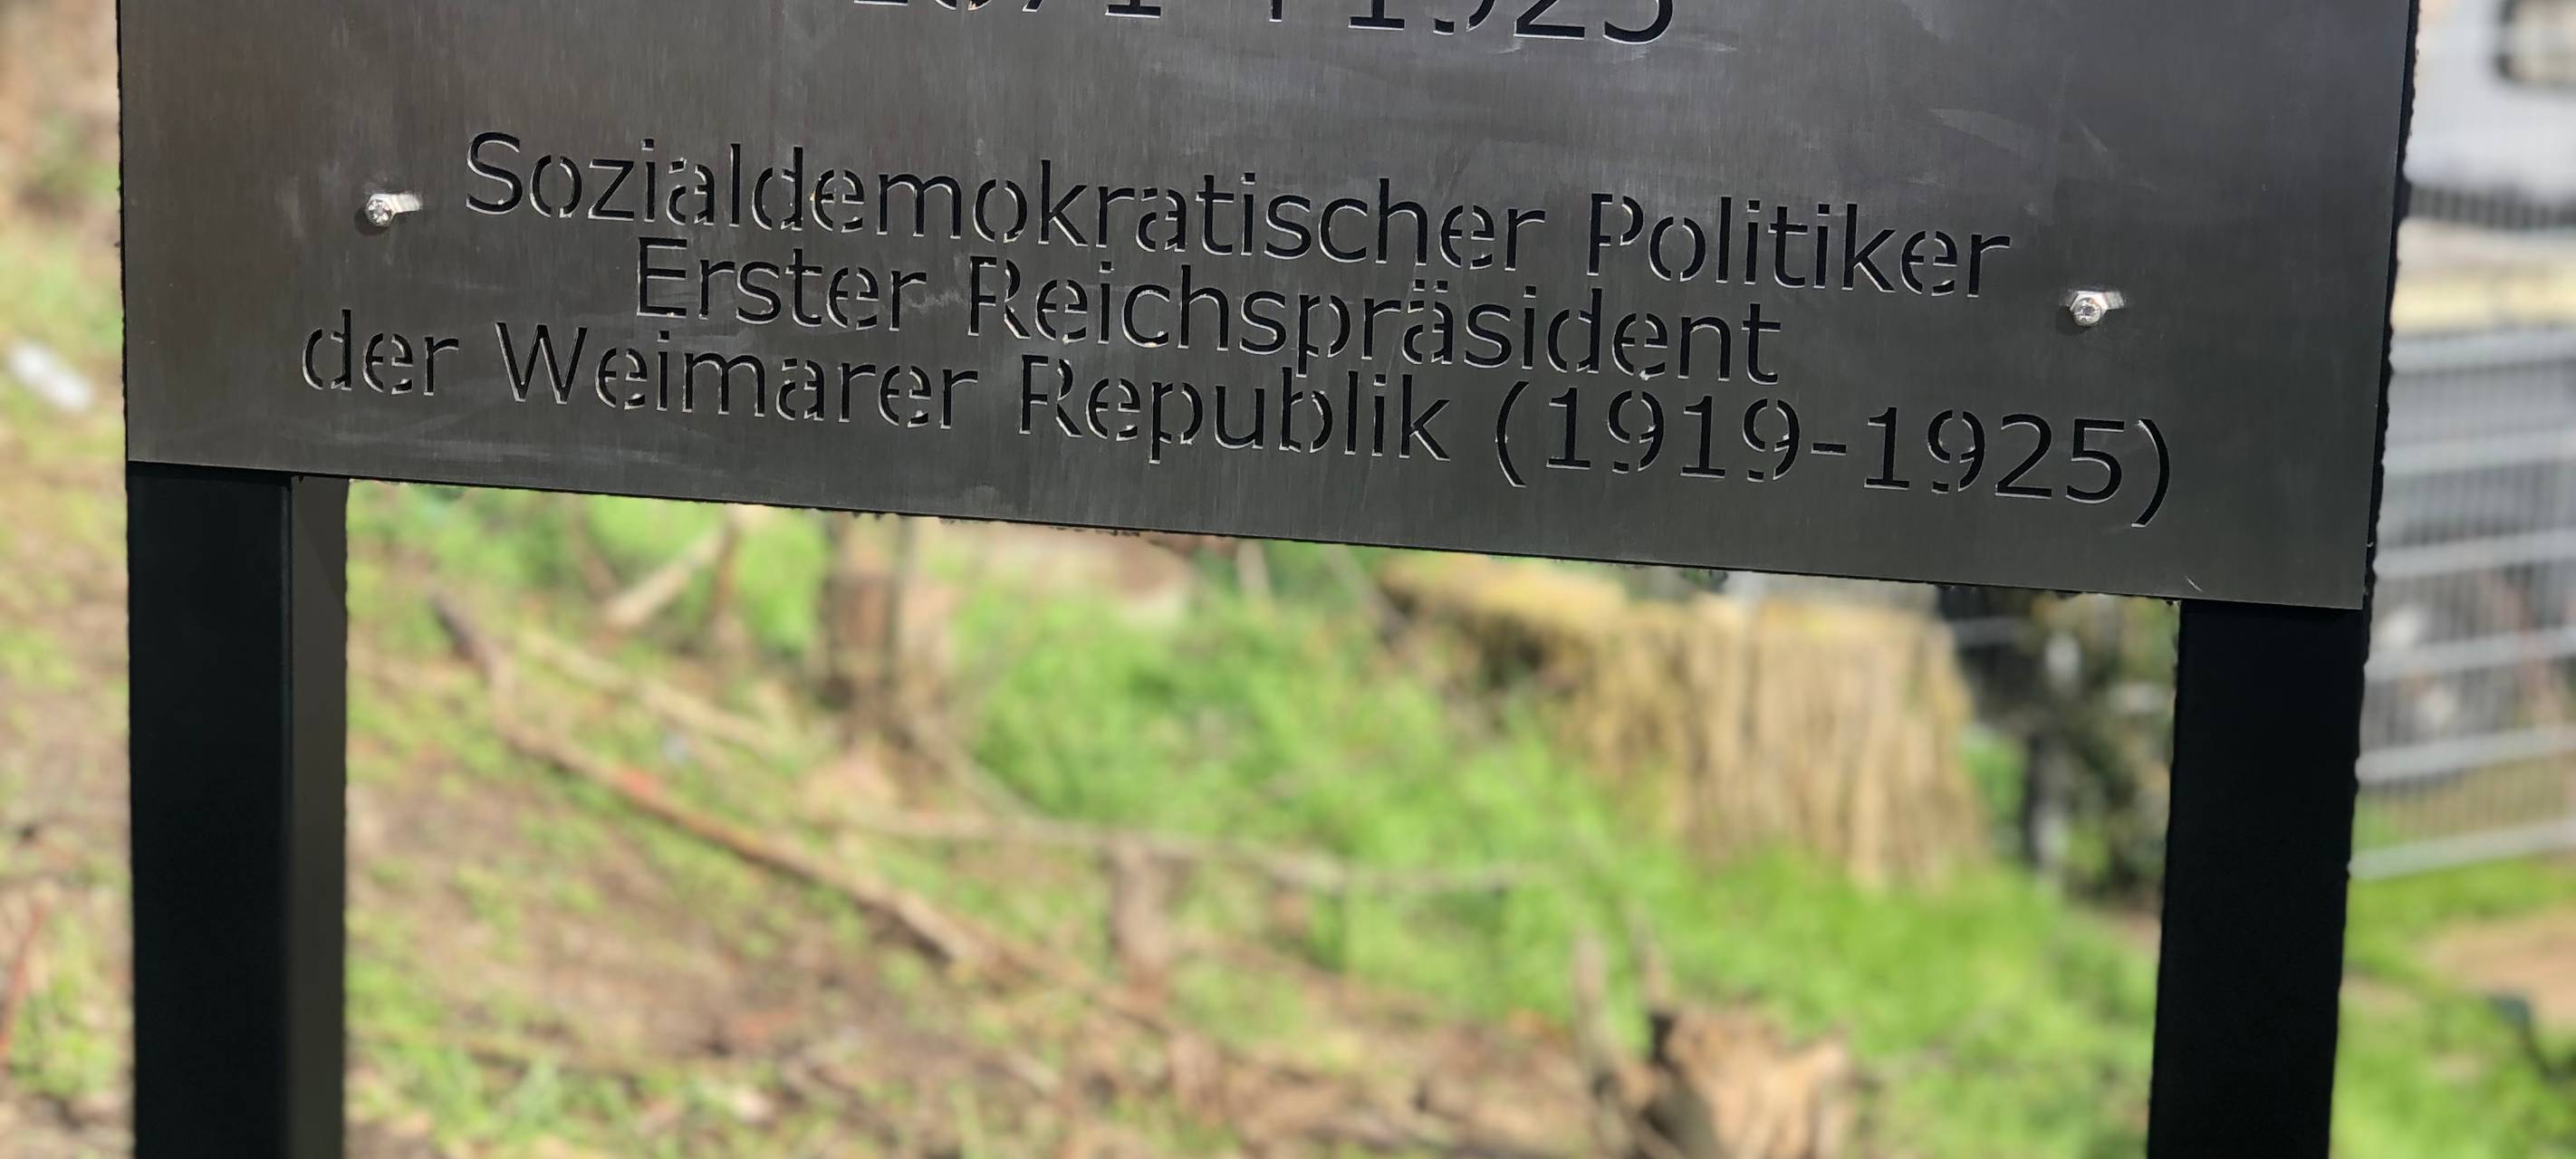 Sozialdemokratischer Politiker
Erster Reichspräsident
der Weimarer Republik (1919-1925)